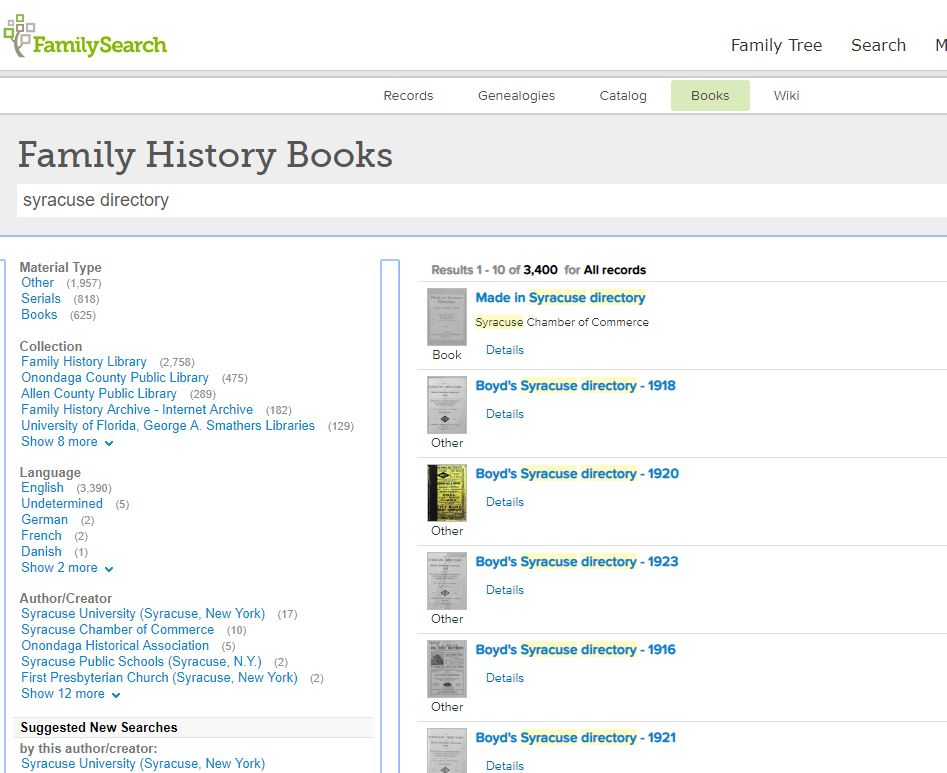 FamilySearch
Family Tree Search M
Records Genealogies Catalog Books Wiki
Family History Books
syracuse directory
Material Type
Other (1,957)
Serials (818)
Books (625)
Collection
Family History Library (2,758)
Onondaga County Public Library (475)
Allen County Public Library (289)
Family History Archive - Internet Archive (182)
University of Florida, George A. Smathers Libraries (129)
Show 8 more
Language
English (3,390)
Undetermined (5)
German (2)
French (2)
Danish (1)
Show 2 more
Author/Creator
Syracuse University (Syracuse, New York) (17)
Syracuse Chamber of Commerce (10)
Onondaga Historical Association (5)
Syracuse Public Schools (Syracuse, N.Y.) (2)
First Presbyterian Church (Syracuse, New York) (2)
Show 12 more
Suggested New Searches
by this author/creator:
Syracuse University (Syracuse, New York)
Results 1 - 10 of 3,400 for All records
Made in Syracuse directory
Syracuse Chamber of Commerce
Book
Details
Boyd's Syracuse directory - 1918
Details
Other
Boyd's Syracuse directory - 1920
Details
Other
Boyd's Syracuse directory - 1923
Details
Other
Boyd's Syracuse directory - 1916
Details
Other
Boyd's Syracuse directory - 1921
Details